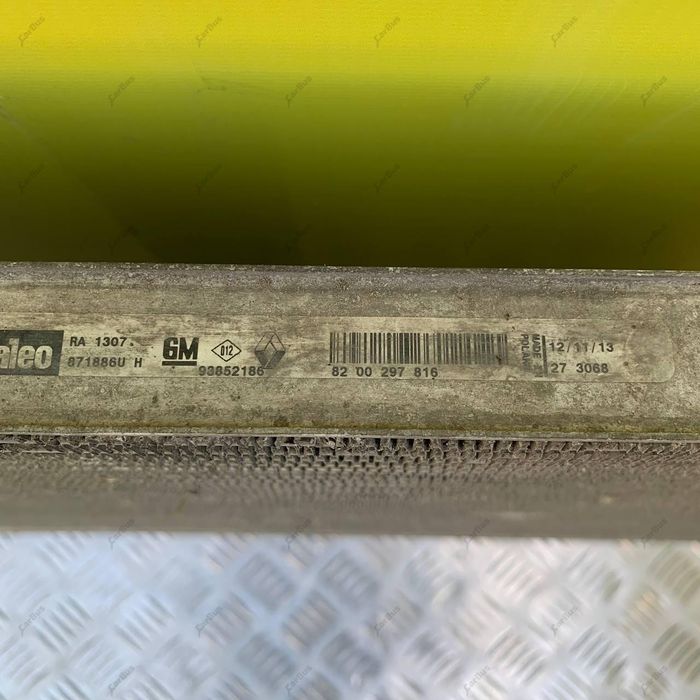 aleo
RA 1307.
871886U H
GM
012
93852186
82 00 297 816
MADE IN
POLAND
12/11/13
27 3068
CarBus